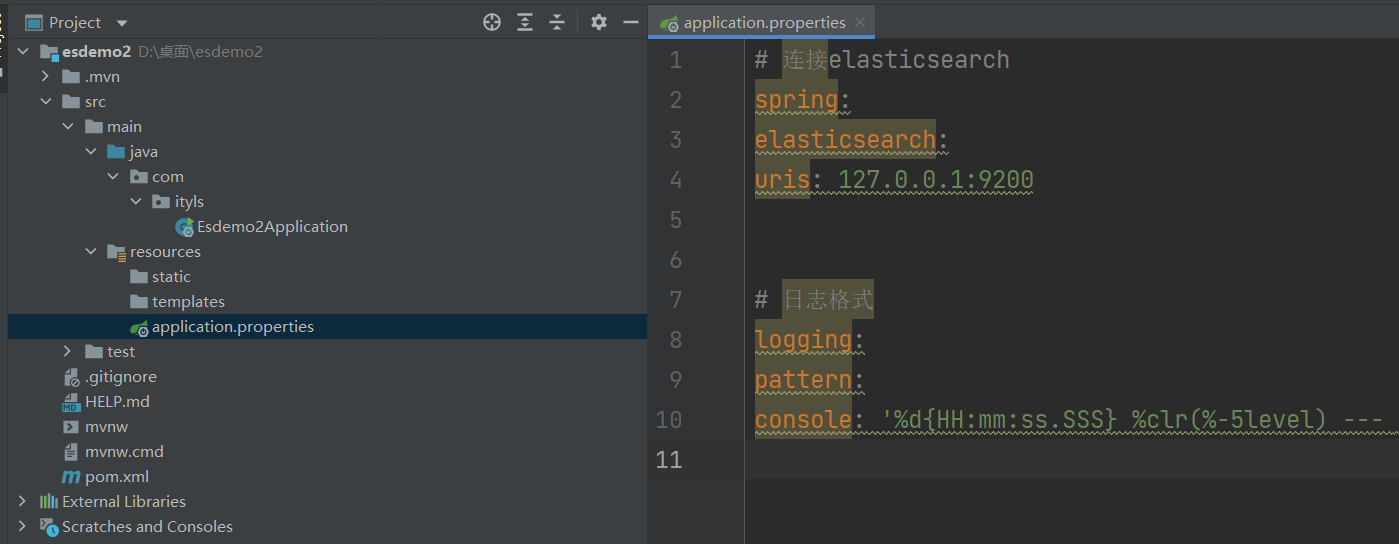 Project
esdemo2 D:\桌面\esdemo2
.mvn
src
main
java
com
ityls
Esdemo2Application
resources
static
templates
application.properties
test
.gitignore
HELP.md
mvnw
mvnw.cmd
pom.xml
External Libraries
Scratches and Consoles
application.properties
1 # 连接elasticsearch
2 spring:
3 elasticsearch:
4 uris: 127.0.0.1:9200
5
6
7 # 日志格式
8 logging:
9 pattern:
10 console: '%d{HH:mm:ss.SSS} %clr(%-5level) ---
11